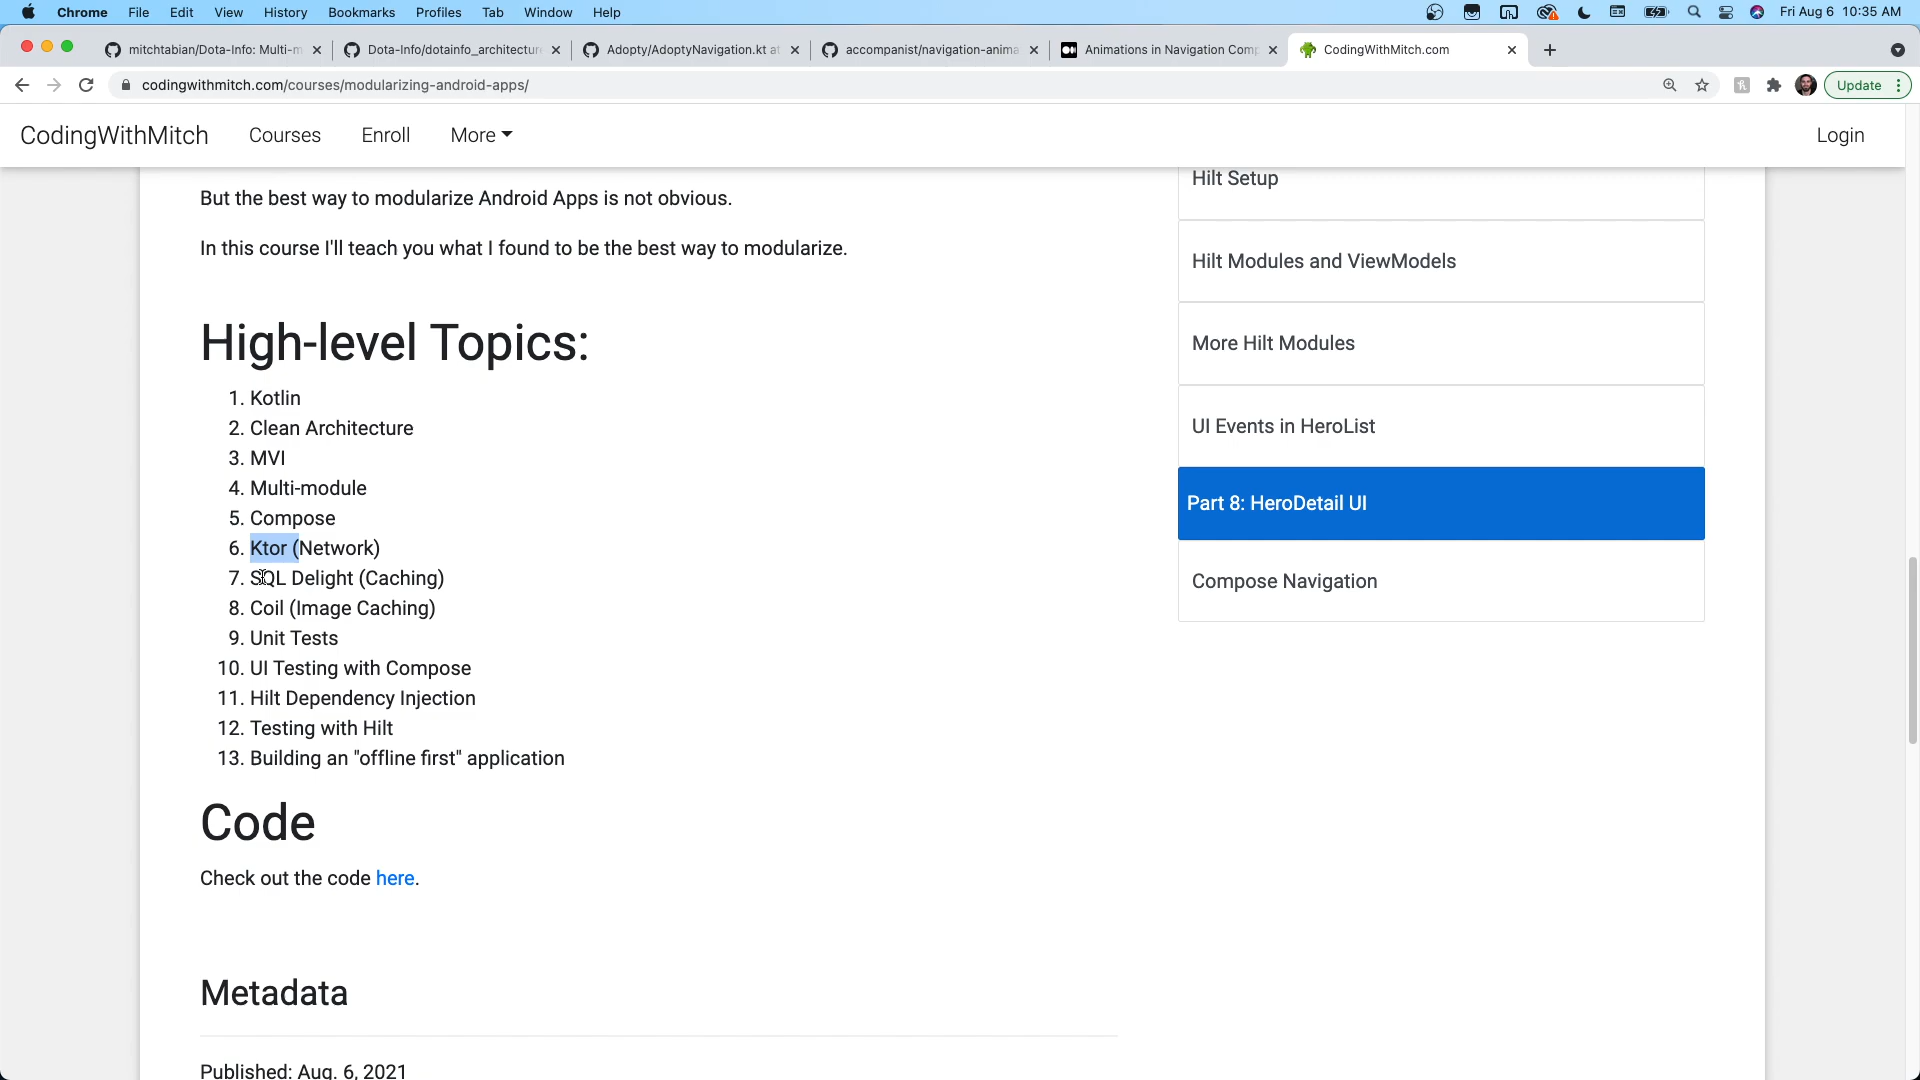 Chrome File Edit View History Bookmarks Profiles Tab Window Help Fri Aug 6 10:35 AM
mitchtabian/Dota-Info: Multi-m Dota-Info/dotainfo_architectur Adopty/AdoptyNavigation.kt at accompanist/navigation-anima Animations in Navigation Comp CodingWithMitch.com
codingwithmitch.com/courses/modularizing-android-apps/ Update
CodingWithMitch Courses Enroll More Login
But the best way to modularize Android Apps is not obvious.
In this course I'll teach you what I found to be the best way to modularize.
High-level Topics:
1. Kotlin
2. Clean Architecture
3. MVI
4. Multi-module
5. Compose
6. Ktor (Network)
7. SQL Delight (Caching)
8. Coil (Image Caching)
9. Unit Tests
10. UI Testing with Compose
11. Hilt Dependency Injection
12. Testing with Hilt
13. Building an "offline first" application
Code
Check out the code here.
Metadata
Published: Aug. 6, 2021
Hilt Setup
Hilt Modules and ViewModels
More Hilt Modules
UI Events in HeroList
Part 8: HeroDetail UI
Compose Navigation